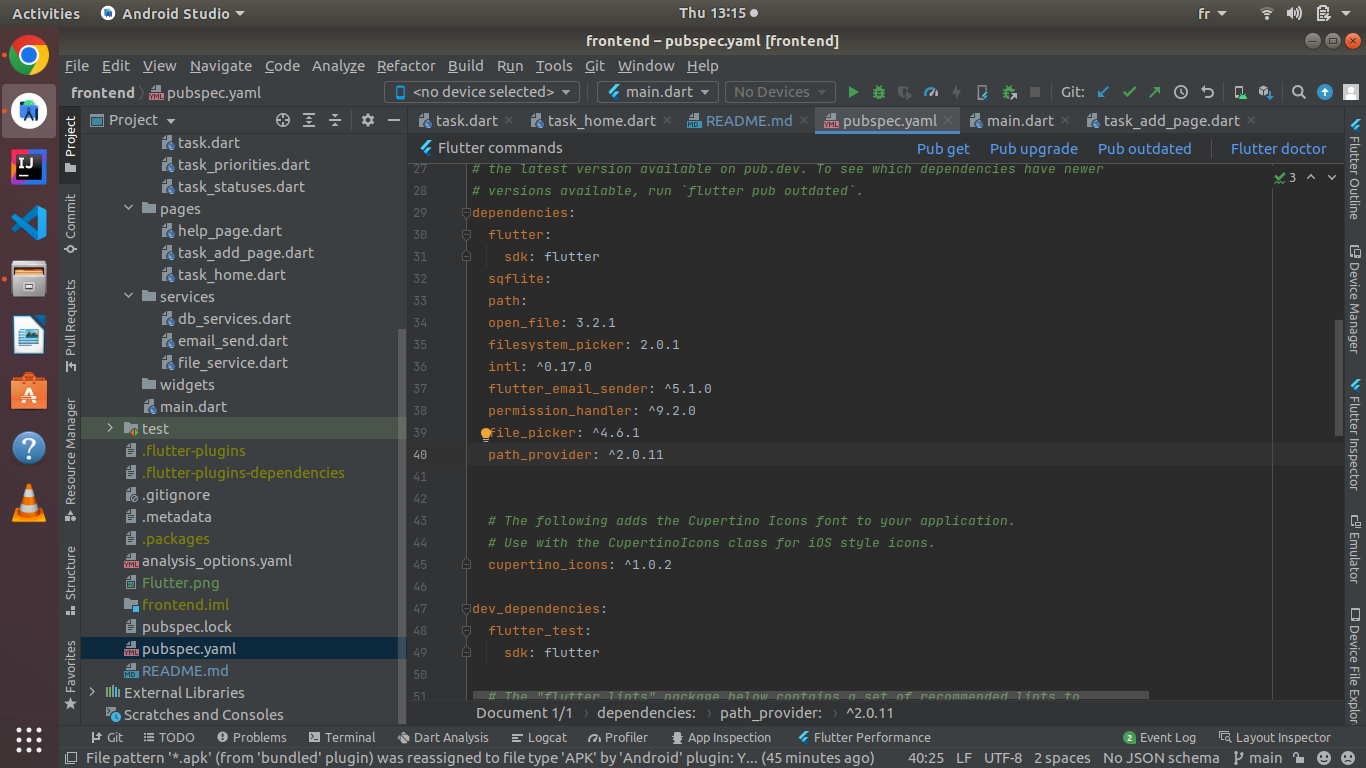 Activities Android Studio Thu 13:15 fr
frontend – pubspec.yaml [frontend]
File Edit View Navigate Code Analyze Refactor Build Run Tools Git Window Help
frontend pubspec.yaml <no device selected> main.dart No Devices Git:
Project task.dart task_home.dart README.md pubspec.yaml main.dart task_add_page.dart
Flutter commands Pub get Pub upgrade Pub outdated Flutter doctor
Project
Commit
Pull Requests
Resource Manager
Structure
Favorites
task.dart
task_priorities.dart
task_statuses.dart
pages
help_page.dart
task_add_page.dart
task_home.dart
services
db_services.dart
email_send.dart
file_service.dart
widgets
main.dart
test
.flutter-plugins
.flutter-plugins-dependencies
.gitignore
.metadata
.packages
analysis_options.yaml
Flutter.png
frontend.iml
pubspec.lock
pubspec.yaml
README.md
External Libraries
Scratches and Consoles
27 # the latest version available on pub.dev. To see which dependencies have newer
28 # versions available, run `flutter pub outdated`.
29 dependencies:
30 flutter:
31 sdk: flutter
32 sqflite:
33 path:
34 open_file: 3.2.1
35 filesystem_picker: 2.0.1
36 intl: ^0.17.0
37 flutter_email_sender: ^5.1.0
38 permission_handler: ^9.2.0
39 file_picker: ^4.6.1
40 path_provider: ^2.0.11
41
42
43 # The following adds the Cupertino Icons font to your application.
44 # Use with the CupertinoIcons class for iOS style icons.
45 cupertino_icons: ^1.0.2
46
47 dev_dependencies:
48 flutter_test:
49 sdk: flutter
50
51 # The "flutter_lints" package below contains a set of recommended lints to
3
Flutter Outline
Device Manager
Flutter Inspector
Emulator
Device File Explor
Document 1/1 dependencies: path_provider: ^2.0.11
Git TODO Problems Terminal Dart Analysis Logcat Profiler App Inspection Flutter Performance 2 Event Log Layout Inspector
File pattern '*.apk' (from 'bundled' plugin) was reassigned to file type 'APK' by 'Android' plugin: Y... (45 minutes ago) 40:25 LF UTF-8 2 spaces No JSON schema main